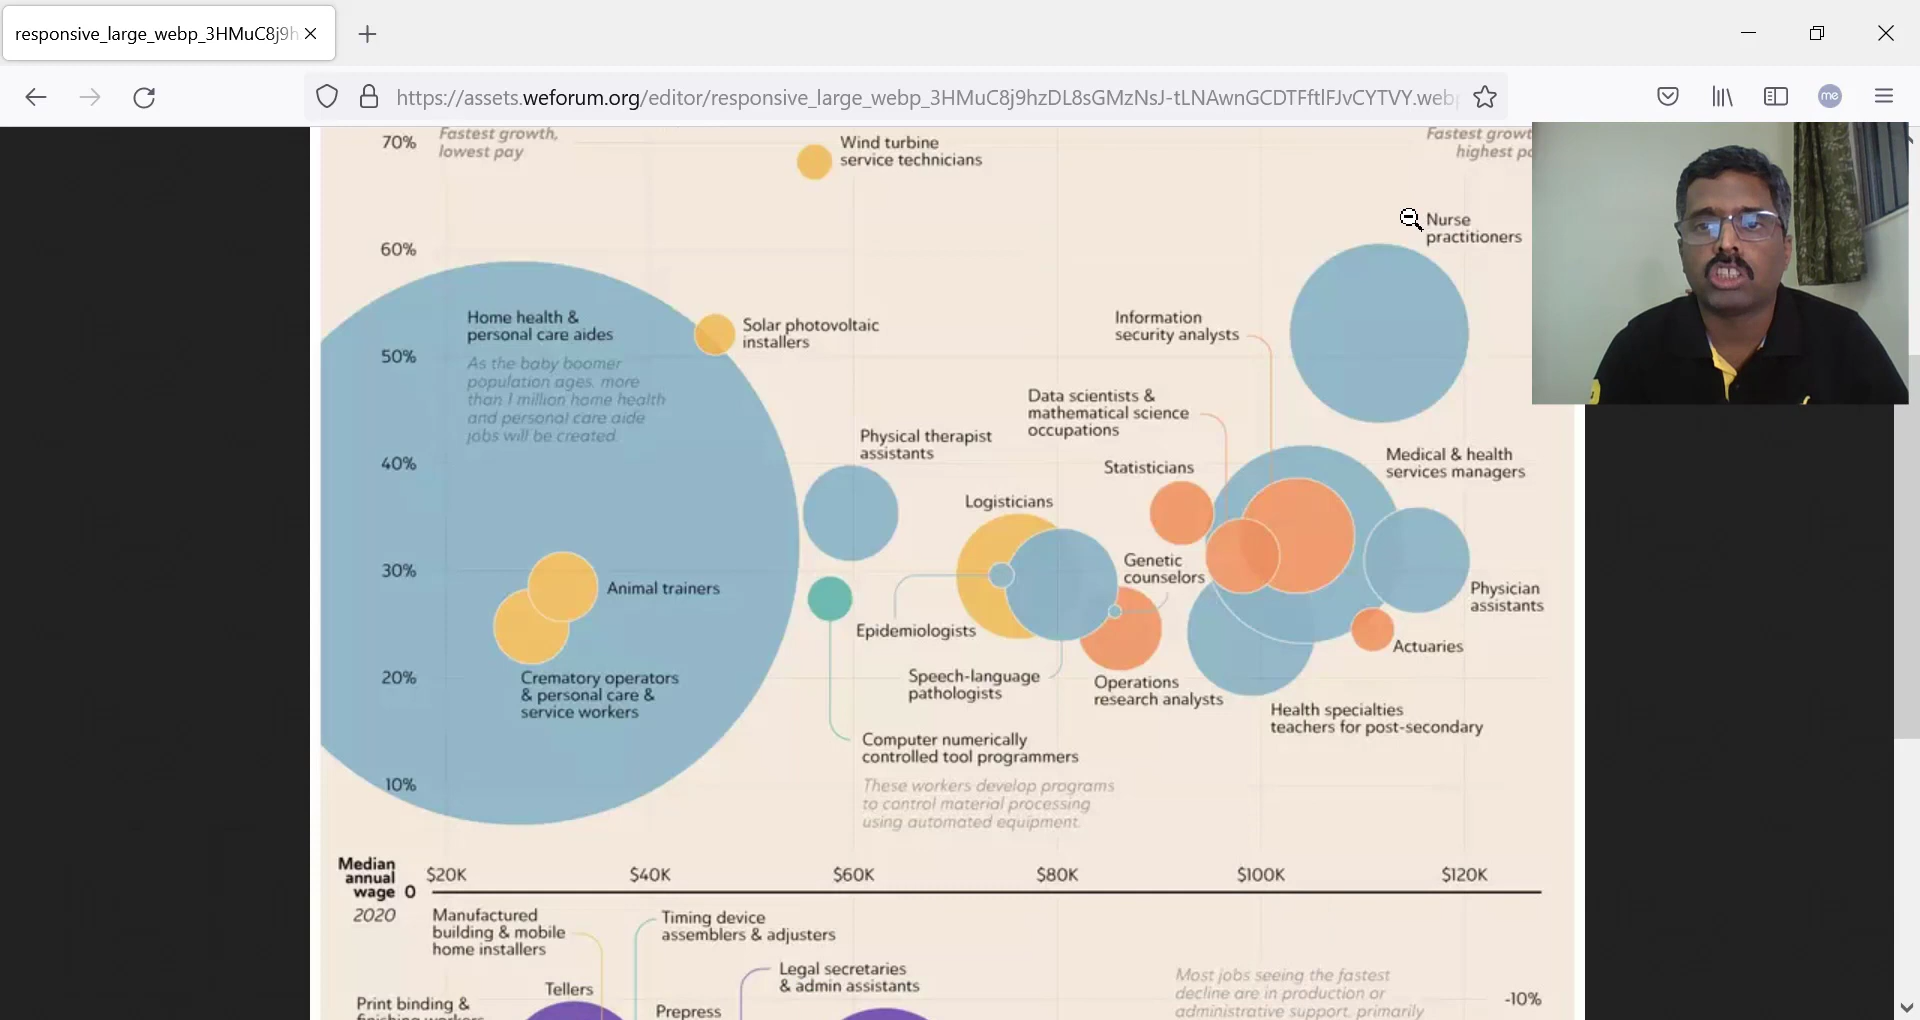 responsive_large_webp_3HMuC8j9h
https://assets.weforum.org/editor/responsive_large_webp_3HMuC8j9hzDL8sGMzNsJ-tLNAwnGCDTFftlFJvCYTVY.web
me
70%
Fastest growth,
lowest pay
Wind turbine
service technicians
Fastest growt
highest pa
Nurse
practitioners
60%
Home health &
personal care aides
As the baby boomer
population ages, more
than 1 million home health
and personal care aide
jobs will be created.
Solar photovoltaic
installers
Information
security analysts
50%
Data scientists &
mathematical science
occupations
Physical therapist
assistants
40%
Statisticians
Medical & health
services managers
Logisticians
Genetic
counselors
30%
Animal trainers
Physician
assistants
Epidemiologists
Actuaries
20%
Crematory operators
& personal care &
service workers
Speech-language
pathologists
Operations
research analysts
Health specialties
teachers for post-secondary
Computer numerically
controlled tool programmers
These workers develop programs
to control material processing
using automated equipment.
10%
Median
annual
wage 0
2020
$20K
$40K
$60K
$80K
$100K
$120K
Manufactured
building & mobile
home installers
Timing device
assemblers & adjusters
Legal secretaries
& admin assistants
Tellers
Print binding &
finishing workers
Prepress
Most jobs seeing the fastest
decline are in production or
administrative support, primarily
-10%